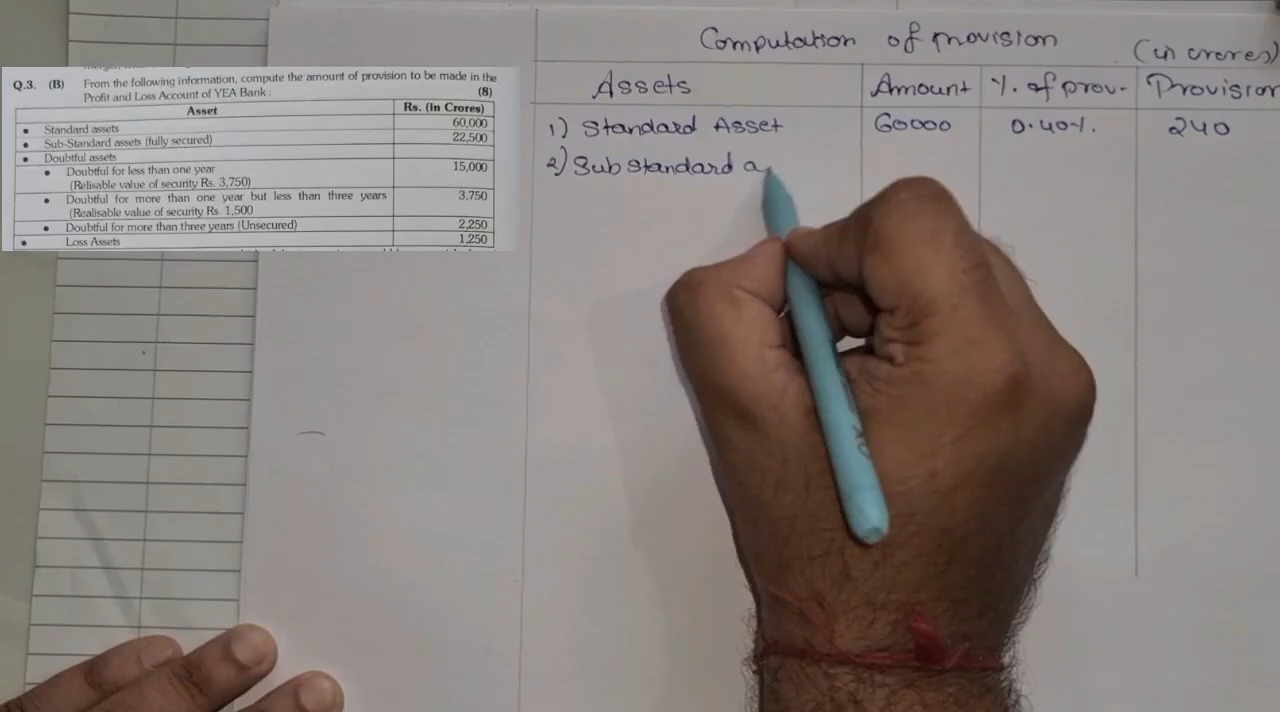 Q.3. (B) From the following information, compute the amount of provision to be made in the
Profit and Loss Account of YEA Bank : (8)
Asset Rs. (in Crores)
• Standard assets 60,000
• Sub-Standard assets (fully secured) 22,500
• Doubtful assets
• Doubtful for less than one year 15,000
(Relisable value of security Rs. 3,750)
• Doubtful for more than one year but less than three years 3,750
(Realisable value of security Rs. 1,500
• Doubtful for more than three years (Unsecured) 2,250
• Loss Assets 1,250
Computation of provision
(in crores)
Assets Amount % of prov. Provision
1) Standard Asset 60000 0.40% 240
2) Sub standard a